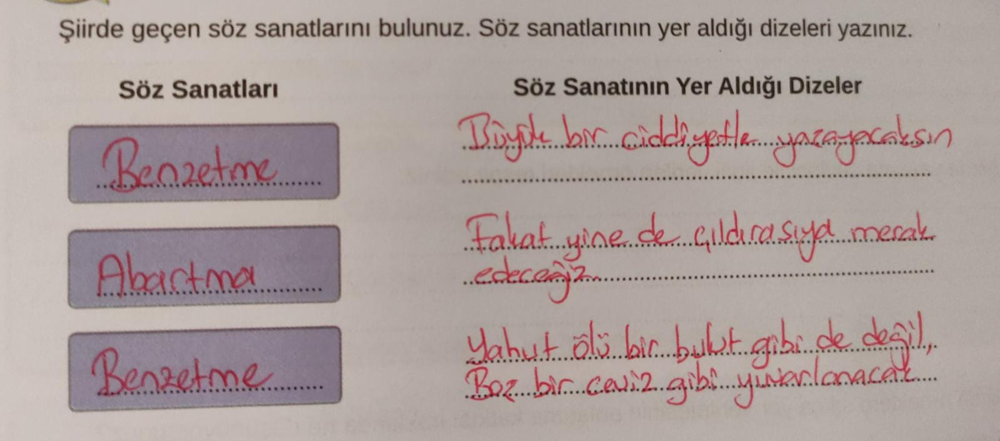 Şiirde geçen söz sanatlarını bulunuz. Söz sanatlarının yer aldığı dizeleri yazınız.
Söz Sanatları
Söz Sanatının Yer Aldığı Dizeler
Benzetme
Büyük bir ciddiyetle yazayacaksın
Abartma
Fakat yine de çıldırasıya merak
edeceğiz
Benzetme
Yahut ölü bir bulut gibi de değil,
Boz bir ceviz gibi yuvarlanacak